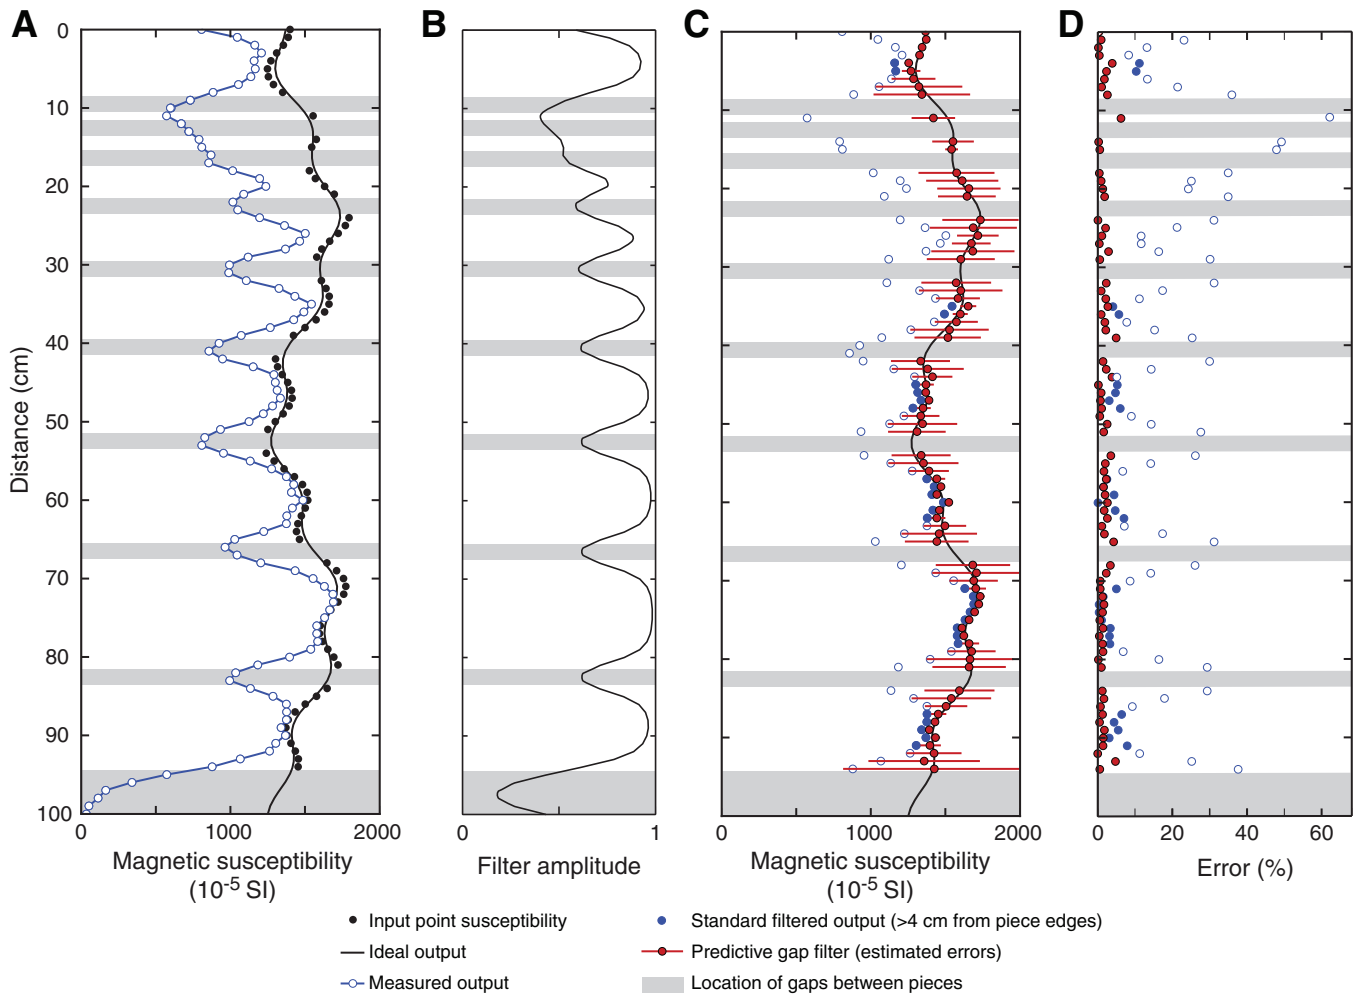 A
B
C
D
0
10
20
30
40
50
60
70
80
90
100
Distance (cm)
0 1000 2000
Magnetic susceptibility
(10-5 SI)
0 1
Filter amplitude
0 1000 2000
Magnetic susceptibility
(10-5 SI)
0 20 40 60
Error (%)
Input point susceptibility
Ideal output
Measured output
Standard filtered output (>4 cm from piece edges)
Predictive gap filter (estimated errors)
Location of gaps between pieces